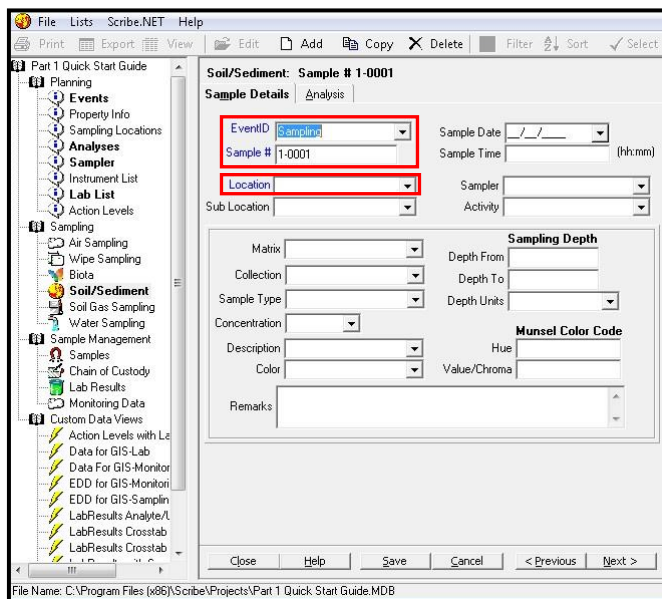 File Lists Scribe.NET Help
Print Export View Edit Add Copy Delete Filter Sort Select
Part 1 Quick Start Guide
Planning
Events
Property Info
Sampling Locations
Analyses
Sampler
Instrument List
Lab List
Action Levels
Sampling
Air Sampling
Wipe Sampling
Biota
Soil/Sediment
Soil Gas Sampling
Water Sampling
Sample Management
Samples
Chain of Custody
Lab Results
Monitoring Data
Custom Data Views
Action Levels with La
Data for GIS-Lab
Data For GIS-Monitor
EDD for GIS-Monitori
EDD for GIS-Samplin
LabResults Analyte/L
LabResults Crosstab
LabResults Crosstab
Soil/Sediment: Sample # 1-0001
Sample Details Analysis
EventID Sampling Sample Date _/_/____
Sample # 1-0001 Sample Time (hh:mm)
Location Sampler
Sub Location Activity
Matrix
Collection
Sample Type
Concentration
Description
Color
Sampling Depth
Depth From
Depth To
Depth Units
Munsel Color Code
Hue
Value/Chroma
Remarks
Close Help Save Cancel < Previous Next >
File Name: C:\Program Files (x86)\Scribe\Projects\Part 1 Quick Start Guide.MDB